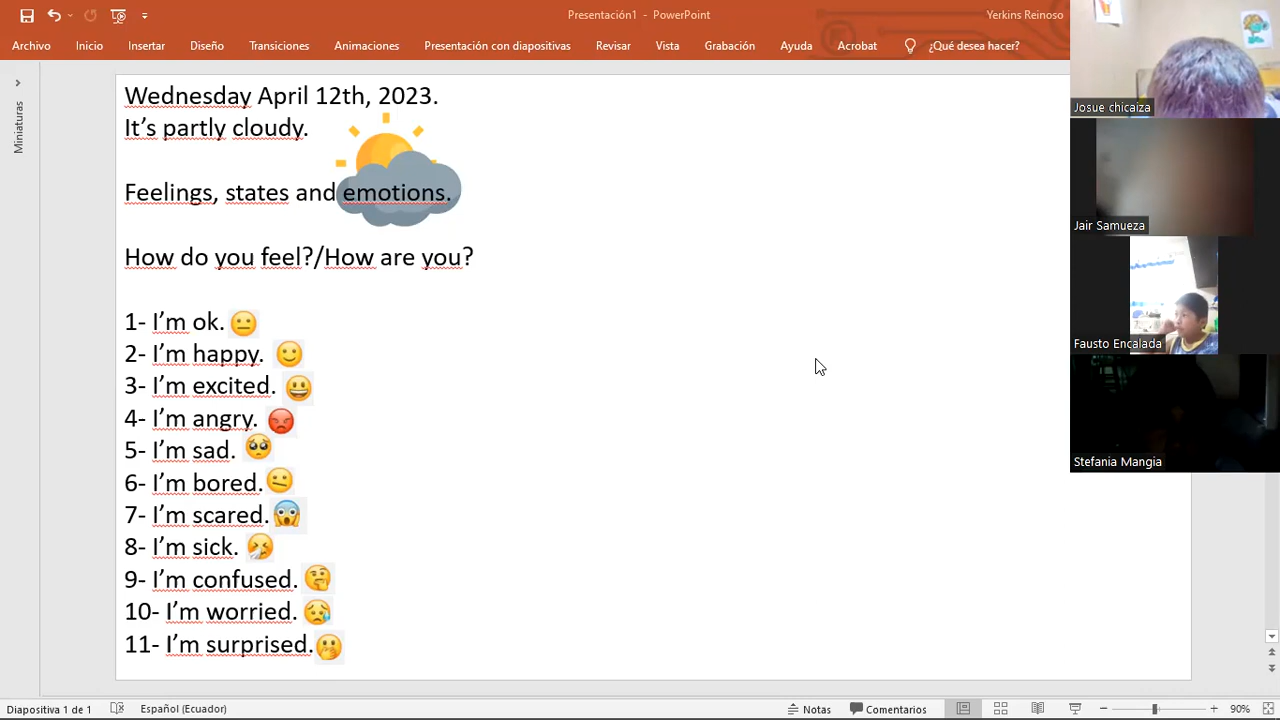 Presentación1 - PowerPoint
Yerkins Reinoso
Archivo
Inicio
Insertar
Diseño
Transiciones
Animaciones
Presentación con diapositivas
Revisar
Vista
Grabación
Ayuda
Acrobat
¿Qué desea hacer?
Miniaturas
Wednesday April 12th, 2023.
It’s partly cloudy.
Feelings, states and emotions.
How do you feel?/How are you?
1- I’m ok.
2- I’m happy.
3- I’m excited.
4- I’m angry.
5- I’m sad.
6- I’m bored.
7- I’m scared.
8- I’m sick.
9- I’m confused.
10- I’m worried.
11- I’m surprised.
Josue chicaiza
Jair Samueza
Fausto Encalada
Stefania Mangia
Diapositiva 1 de 1
Español (Ecuador)
Notas
Comentarios
90%